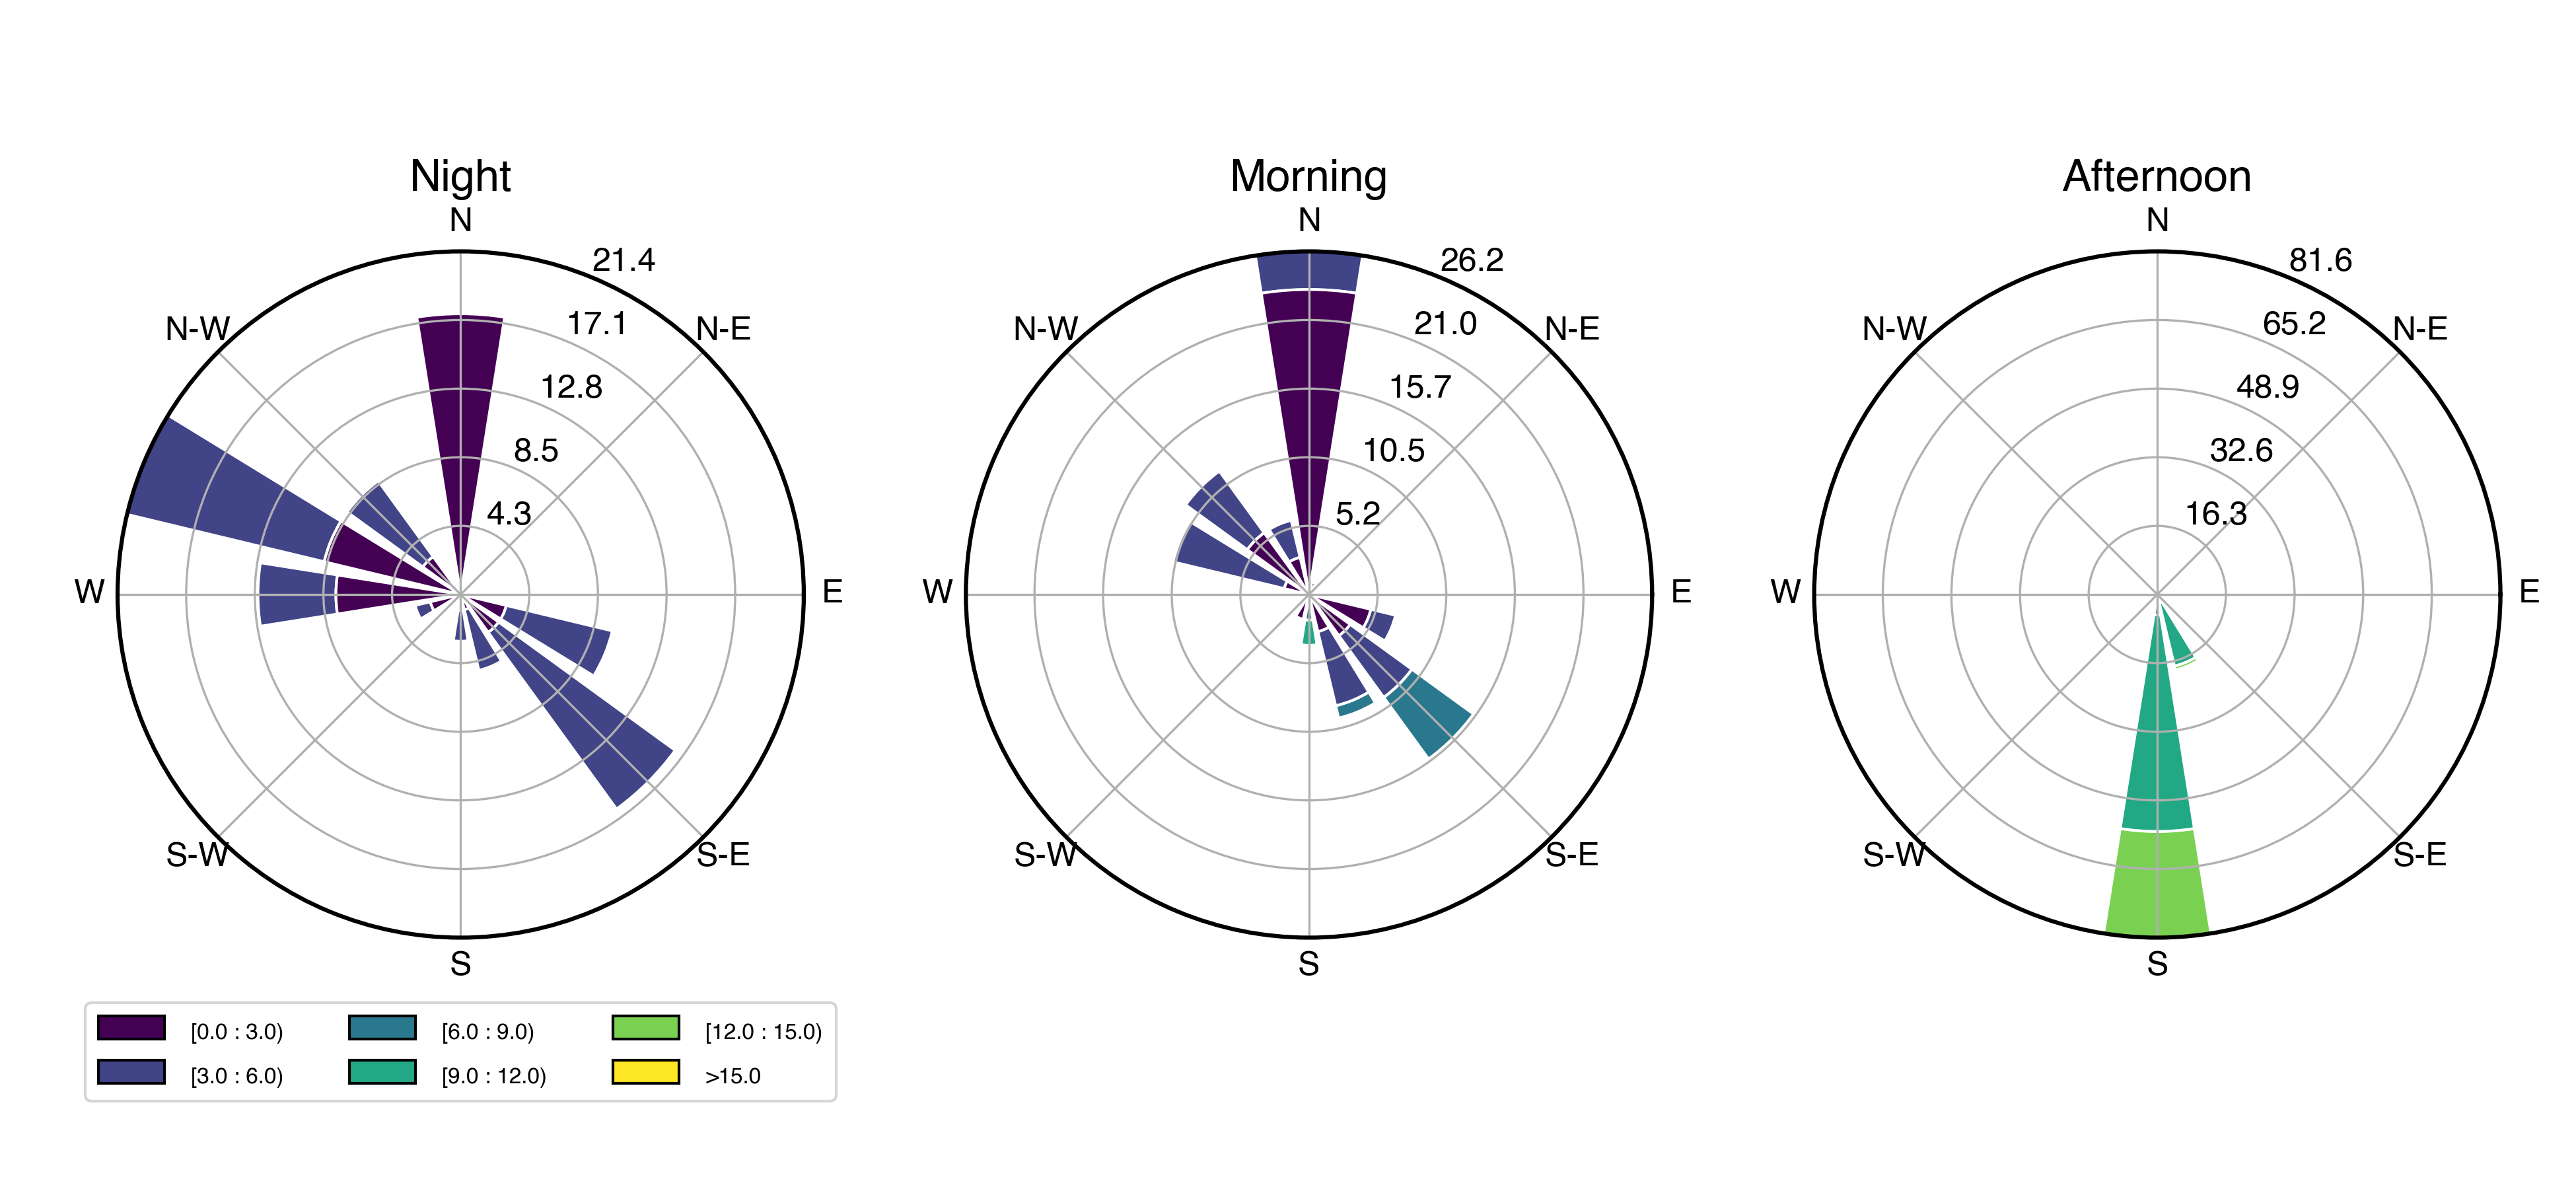 Night
N
21.4
17.1
N-W
N-E
12.8
8.5
4.3
W
E
S-W
S-E
S
Morning
N
26.2
21.0
N-W
N-E
15.7
10.5
5.2
W
E
S-W
S-E
S
Afternoon
N
81.6
65.2
N-W
N-E
48.9
32.6
16.3
W
E
S-W
S-E
S
[0.0 : 3.0)
[3.0 : 6.0)
[6.0 : 9.0)
[9.0 : 12.0)
[12.0 : 15.0)
>15.0